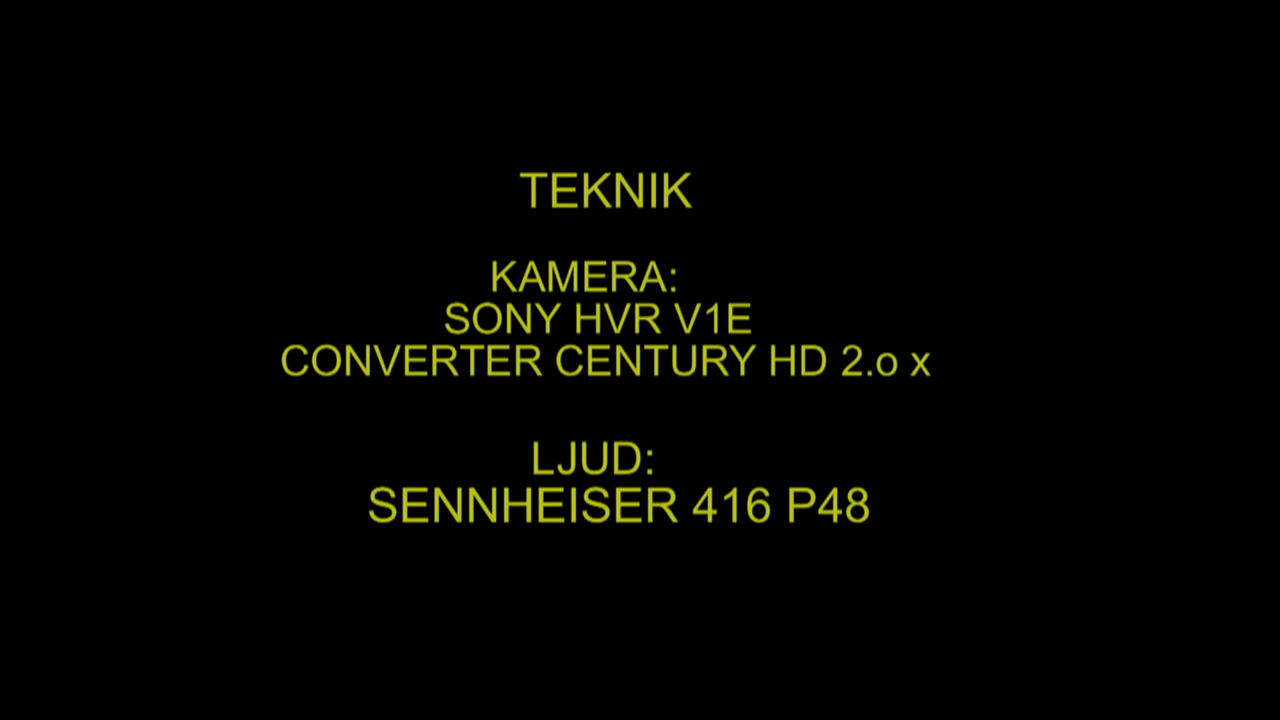 TEKNIK
KAMERA:
SONY HVR V1E
CONVERTER CENTURY HD 2.o x
LJUD:
SENNHEISER 416 P48